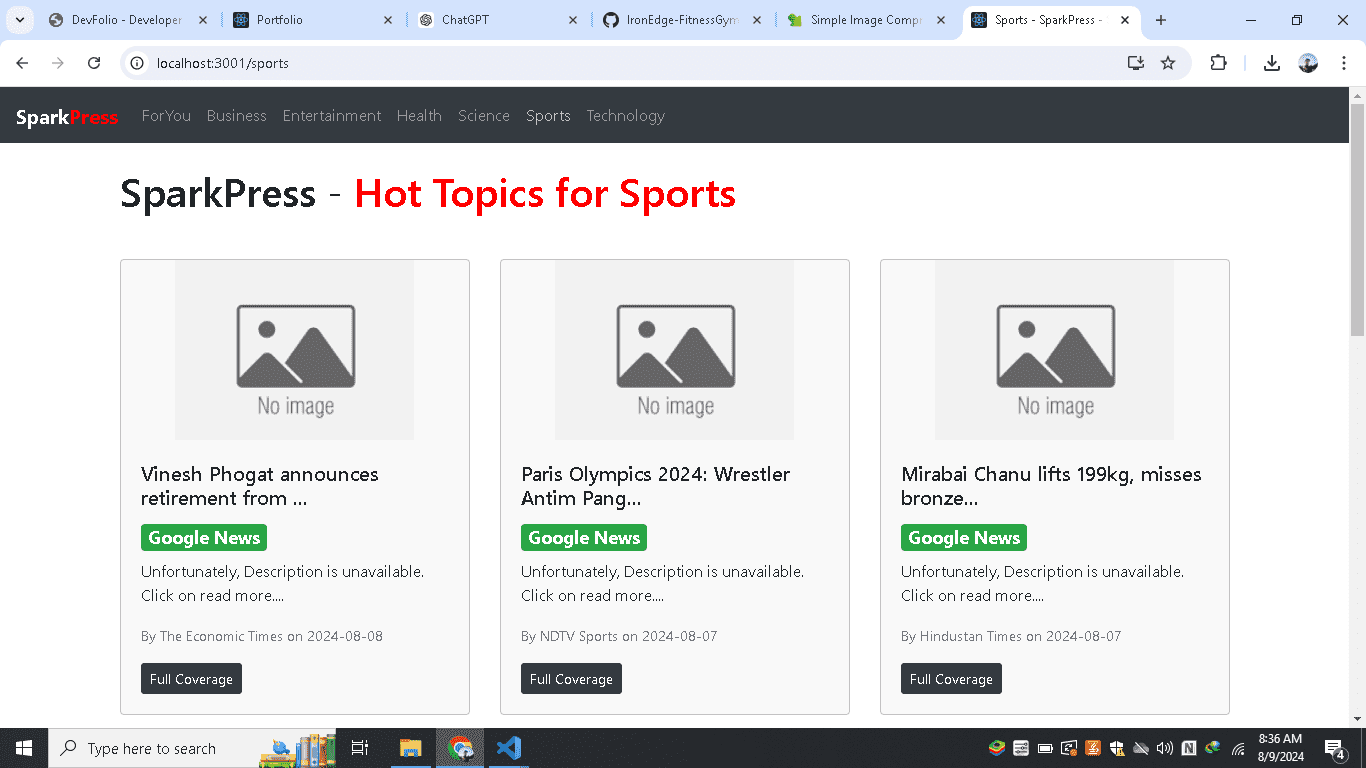 DevFolio - Developer
Portfolio
ChatGPT
IronEdge-FitnessGym
Simple Image Comp
Sports - SparkPress -
localhost:3001/sports
SparkPress ForYou Business Entertainment Health Science Sports Technology
SparkPress - Hot Topics for Sports
No image
Vinesh Phogat announces
retirement from ...
Google News
Unfortunately, Description is unavailable.
Click on read more....
By The Economic Times on 2024-08-08
Full Coverage
No image
Paris Olympics 2024: Wrestler
Antim Pang...
Google News
Unfortunately, Description is unavailable.
Click on read more....
By NDTV Sports on 2024-08-07
Full Coverage
No image
Mirabai Chanu lifts 199kg, misses
bronze...
Google News
Unfortunately, Description is unavailable.
Click on read more....
By Hindustan Times on 2024-08-07
Full Coverage
Type here to search
N
8:36 AM
8/9/2024
4